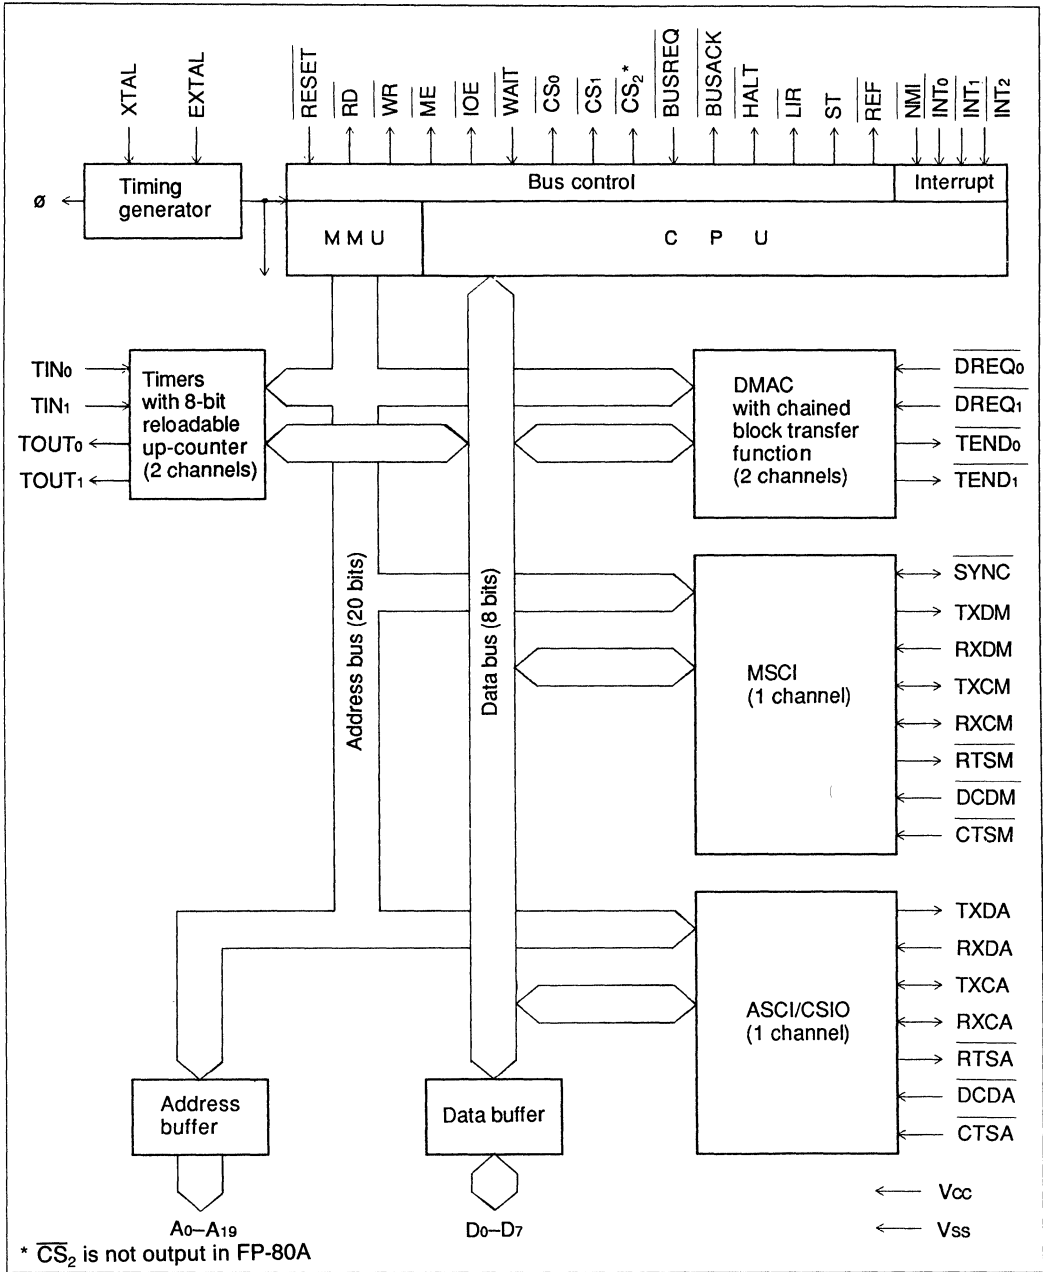 XTAL
EXTAL
RESET
RD
WR
ME
IOE
WAIT
CS0
CS1
CS2*
BUSREQ
BUSACK
HALT
LIR
ST
REF
NMI
INT0
INT1
INT2
ø
Timing
generator
Bus control
Interrupt
M M U
C P U
TIN0
TIN1
TOUT0
TOUT1
Timers
with 8-bit
reloadable
up-counter
(2 channels)
DMAC
with chained
block transfer
function
(2 channels)
DREQ0
DREQ1
TEND0
TEND1
Address bus (20 bits)
Data bus (8 bits)
MSCI
(1 channel)
SYNC
TXDM
RXDM
TXCM
RXCM
RTSM
DCDM
CTSM
ASCI/CSIO
(1 channel)
TXDA
RXDA
TXCA
RXCA
RTSA
DCDA
CTSA
Address
buffer
Data buffer
A0–A19
D0–D7
Vcc
Vss
* CS2 is not output in FP-80A